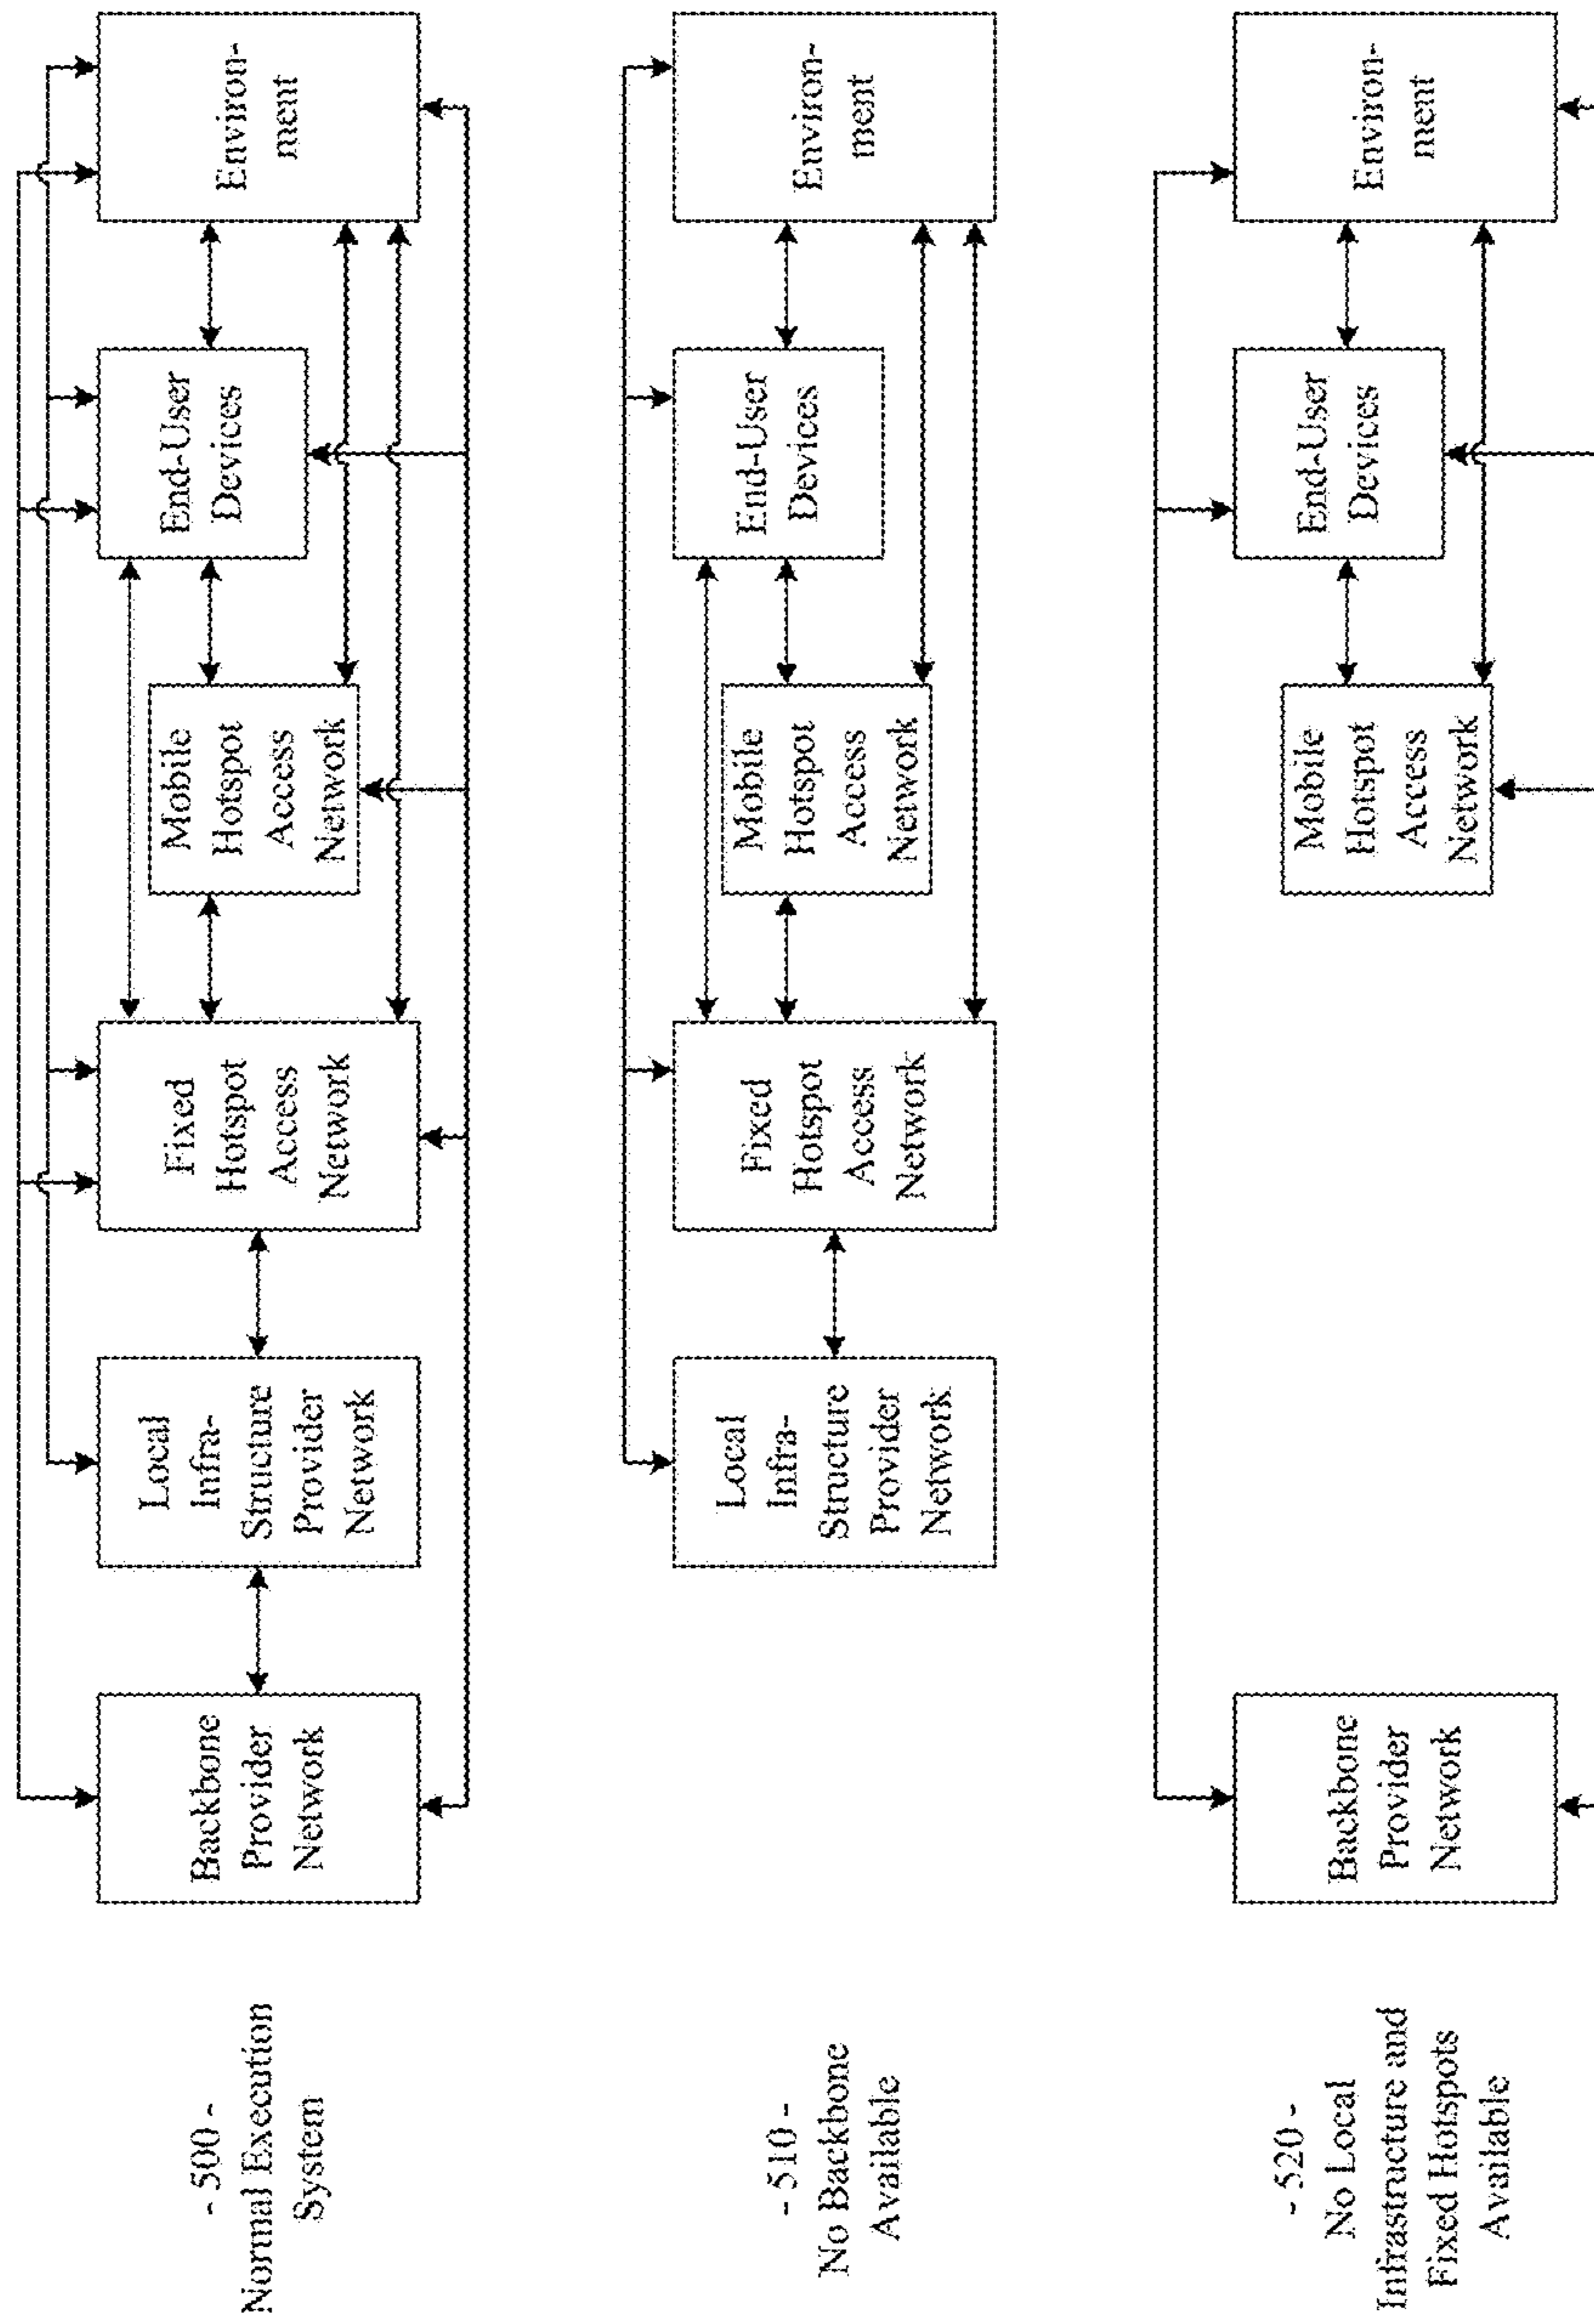 - 500 -
Normal Execution
System
Backbone
Provider
Network
Local
Infra-
Structure
Provider
Network
Fixed
Hotspot
Access
Network
Mobile
Hotspot
Access
Network
End-User
Devices
Environ-
ment
- 510 -
No Backbone
Available
Local
Infra-
Structure
Provider
Network
Fixed
Hotspot
Access
Network
Mobile
Hotspot
Access
Network
End-User
Devices
Environ-
ment
- 520 -
No Local
Infrastructure and
Fixed Hotspots
Available
Backbone
Provider
Network
Mobile
Hotspot
Access
Network
End-User
Devices
Environ-
ment